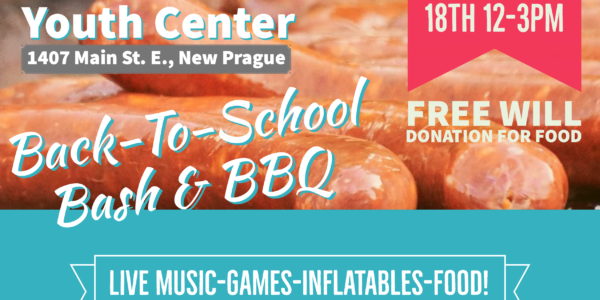 Youth Center
1407 Main St. E., New Prague
18TH 12-3PM
FREE WILL
DONATION FOR FOOD
Back-To-School
Bash & BBQ
LIVE MUSIC-GAMES-INFLATABLES-FOOD!